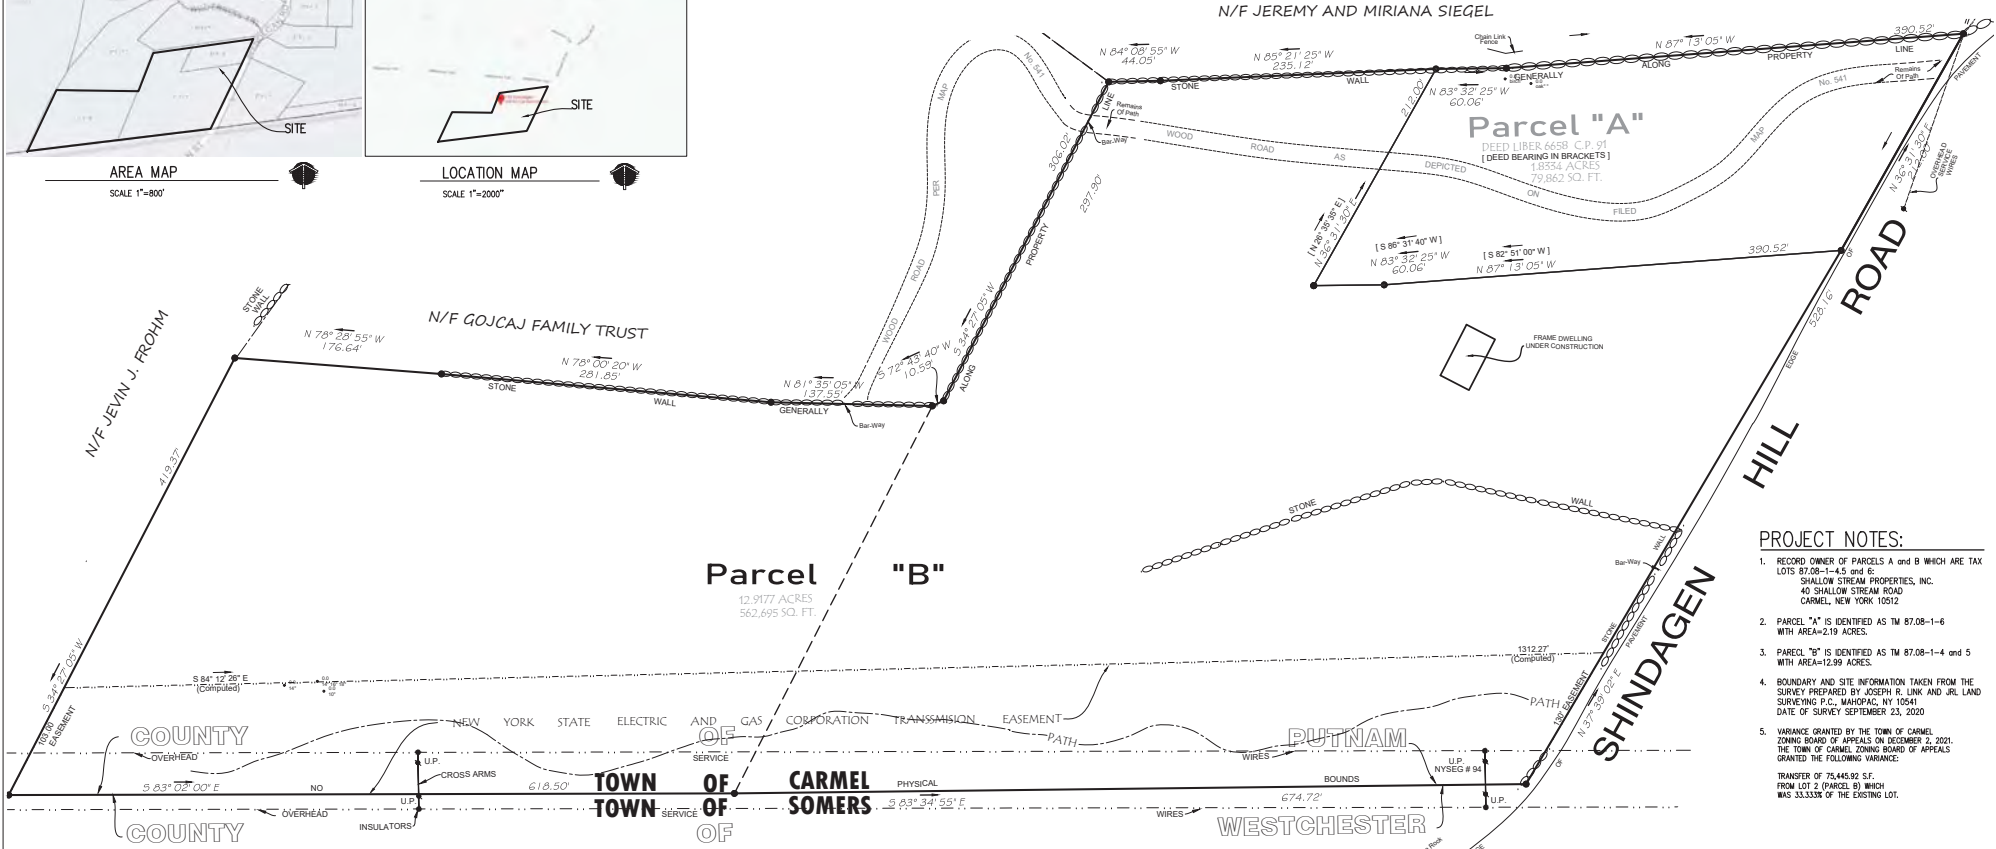 SITE
AREA MAP
SCALE 1"=800'
SITE
LOCATION MAP
SCALE 1"=2000"
N/F JEREMY AND MIRIANA SIEGEL
N 84° 08' 55" W
44.05'
N 85° 21' 25" W
235.12'
Chain Link
Fence
N 87° 13' 05" W
390.52'
STONE
WALL
GENERALLY
ALONG
PROPERTY
LINE
N 83° 32' 25" W
60.06'
Remains
Of Path
No. 541
PAVEMENT
No. 541
MAP
PER
ROAD
WOOD
LINE
Remains
Of Path
Bar-Way
WOOD
ROAD
AS
DEPICTED
ON
FILED
MAP
212.00'
Parcel "A"
DEED LIBER 6658 C.P. 91
[ DEED BEARING IN BRACKETS ]
1.8334 ACRES
79,862 SQ. FT.
N 36° 31' 30" E
212.00'
OVERHEAD
SERVICE
WIRES
306.02'
297.90'
PROPERTY
S 34° 27' 05" W
ALONG
[ N 26° 35' 35" E ]
N 36° 31' 30" E
[ S 86° 31' 40" W ]
N 83° 32' 25" W
60.06'
[ S 82° 51' 00" W ]
N 87° 13' 05" W
390.52'
OF
528.16'
EDGE
SHINDAGEN HILL ROAD
FRAME DWELLING
UNDER CONSTRUCTION
STONE
WALL
N/F JEVIN J. FROHM
N/F GOJCAJ FAMILY TRUST
N 78° 28' 55" W
176.64'
N 78° 00' 20" W
281.85'
N 81° 35' 05" W
137.55'
S 72° 43' 40" W
10.59'
STONE
WALL
GENERALLY
Bar-Way
419.37'
STONE
WALL
WALL
Bar-Way
STONE
PAVEMENT
Parcel "B"
12.9177 ACRES
562,695 SQ. FT.
S 34° 27' 05" W
103.00
EASEMENT
S 84° 12' 26" E
(Computed)
1312.27'
(Computed)
130' EASEMENT
N 37° 39' 02" E
OF
NEW YORK STATE ELECTRIC AND GAS CORPORATION TRANSMISION EASEMENT
PATH
PATH
COUNTY OF PUTNAM
OVERHEAD
SERVICE
WIRES
U.P.
CROSS ARMS
U.P.
INSULATORS
U.P.
NYSEG # 94
U.P.
S 83° 02' 00" E
NO
618.50'
TOWN OF CARMEL
PHYSICAL
BOUNDS
TOWN OF SOMERS
S 83° 34' 55" E
674.72'
OVERHEAD
SERVICE
WIRES
COUNTY OF WESTCHESTER
Rock
PROJECT NOTES:
1. RECORD OWNER OF PARCELS A and B WHICH ARE TAX
LOTS 87.08-1-4.5 and 6:
SHALLOW STREAM PROPERTIES, INC.
40 SHALLOW STREAM ROAD
CARMEL, NEW YORK 10512
2. PARCEL "A" IS IDENTIFIED AS TM 87.08-1-6
WITH AREA=2.19 ACRES.
3. PARECL "B" IS IDENTIFIED AS TM 87.08-1-4 and 5
WITH AREA=12.99 ACRES.
4. BOUNDARY AND SITE INFORMATION TAKEN FROM THE
SURVEY PREPARED BY JOSEPH R. LINK AND JRL LAND
SURVEYING P.C., MAHOPAC, NY 10541
DATE OF SURVEY SEPTEMBER 23, 2020
5. VARIANCE GRANTED BY THE TOWN OF CARMEL
ZONING BOARD OF APPEALS ON DECEMBER 2, 2021.
THE TOWN OF CARMEL ZONING BOARD OF APPEALS
GRANTED THE FOLLOWING VARIANCE:
TRANSFER OF 75,445.92 S.F.
FROM LOT 2 (PARCEL B) WHICH
WAS 33.333% OF THE EXISTING LOT.